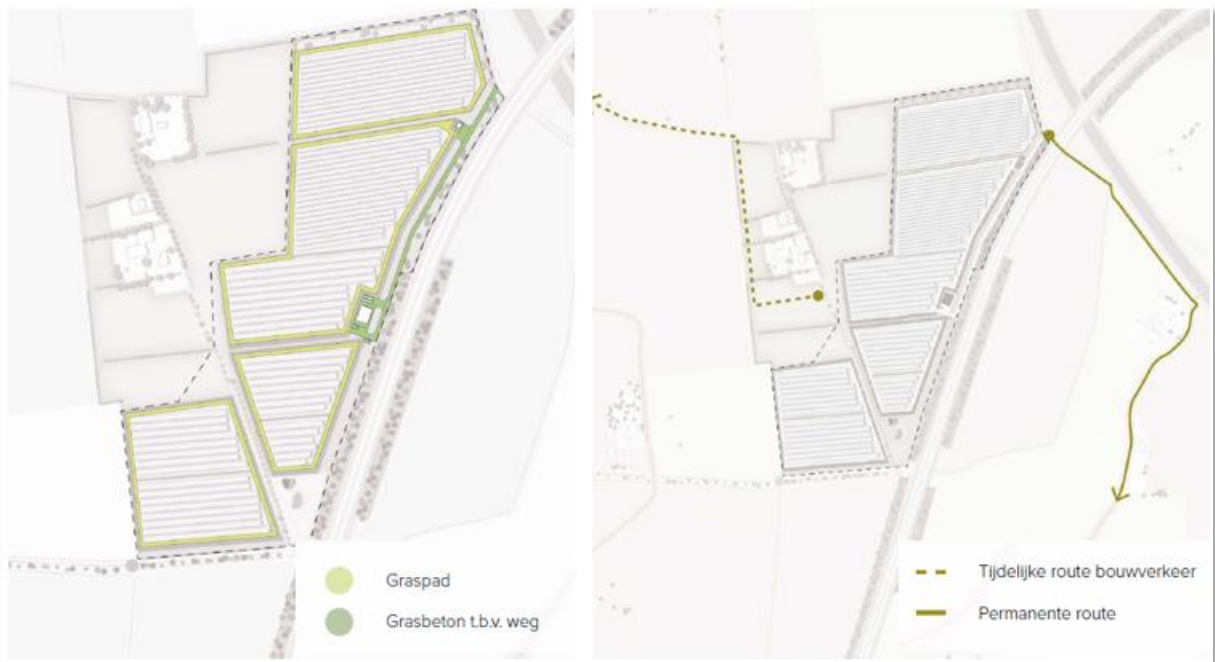 Graspad
Grasbeton t.b.v. weg
Tijdelijke route bouwverkeer
Permanente route